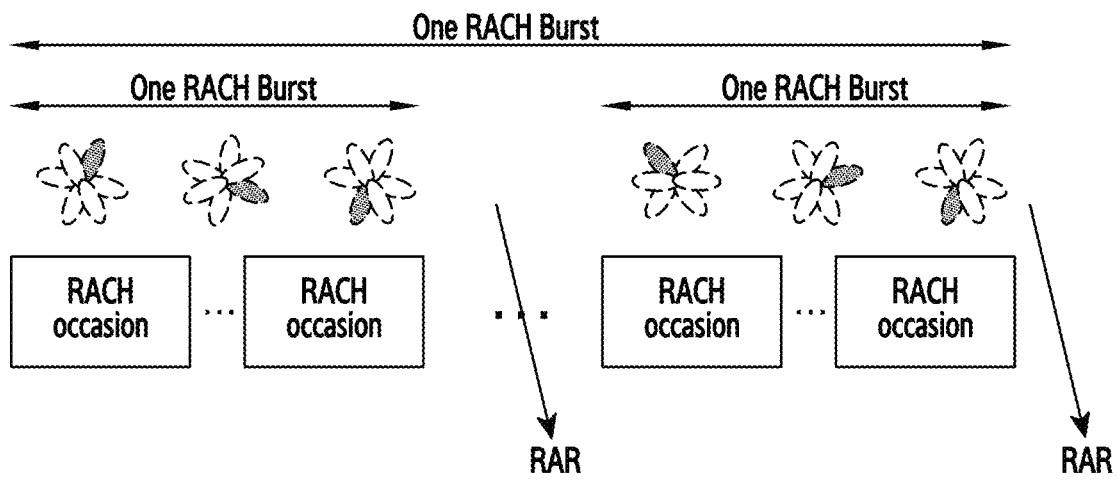 One RACH Burst
One RACH Burst
One RACH Burst
RACH
occasion
...
RACH
occasion
...
RACH
occasion
...
RACH
occasion
RAR
RAR